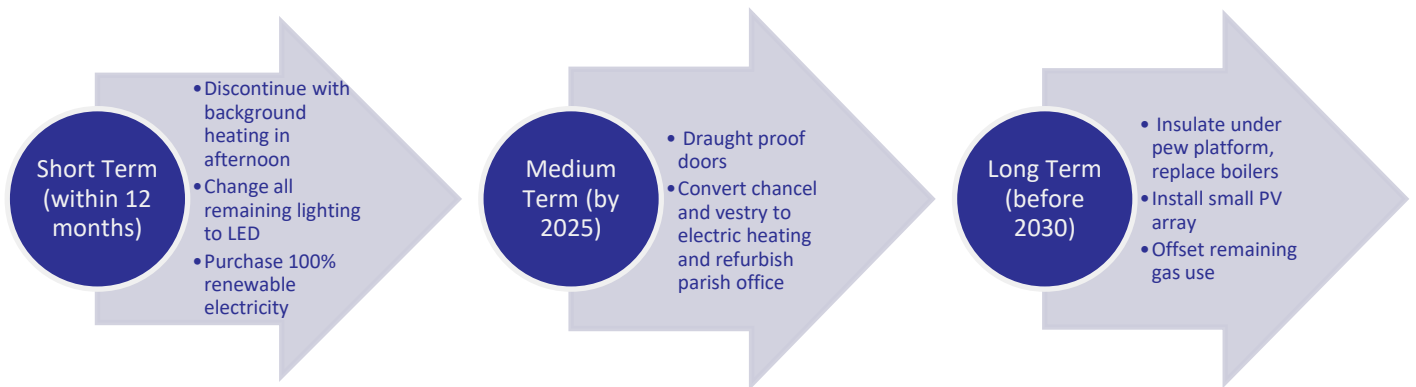 Short Term
(within 12
months)
•Discontinue with
background
heating in
afternoon
•Change all
remaining lighting
to LED
•Purchase 100%
renewable
electricity
Medium
Term (by
2025)
• Draught proof
doors
•Convert chancel
and vestry to
electric heating
and refurbish
parish office
Long Term
(before
2030)
• Insulate under
pew platform,
replace boilers
•Install small PV
array
•Offset remaining
gas use